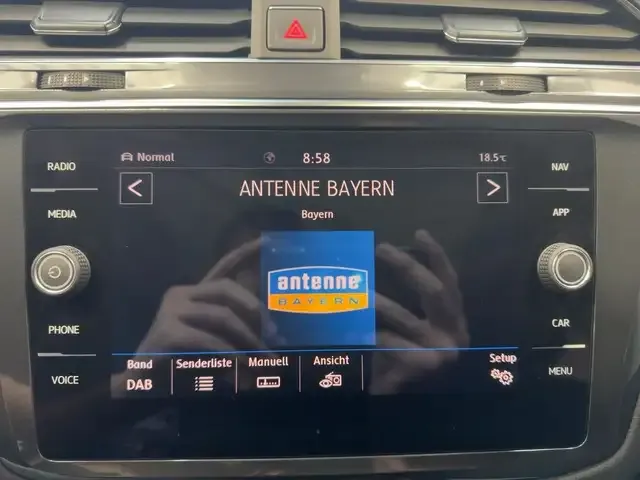 Normal 8:58 18.5°C
RADIO
NAV
< ANTENNE BAYERN >
MEDIA
APP
Bayern
antenne
BAYERN
PHONE
CAR
Band Senderliste Manuell Ansicht Setup
DAB
VOICE
MENU